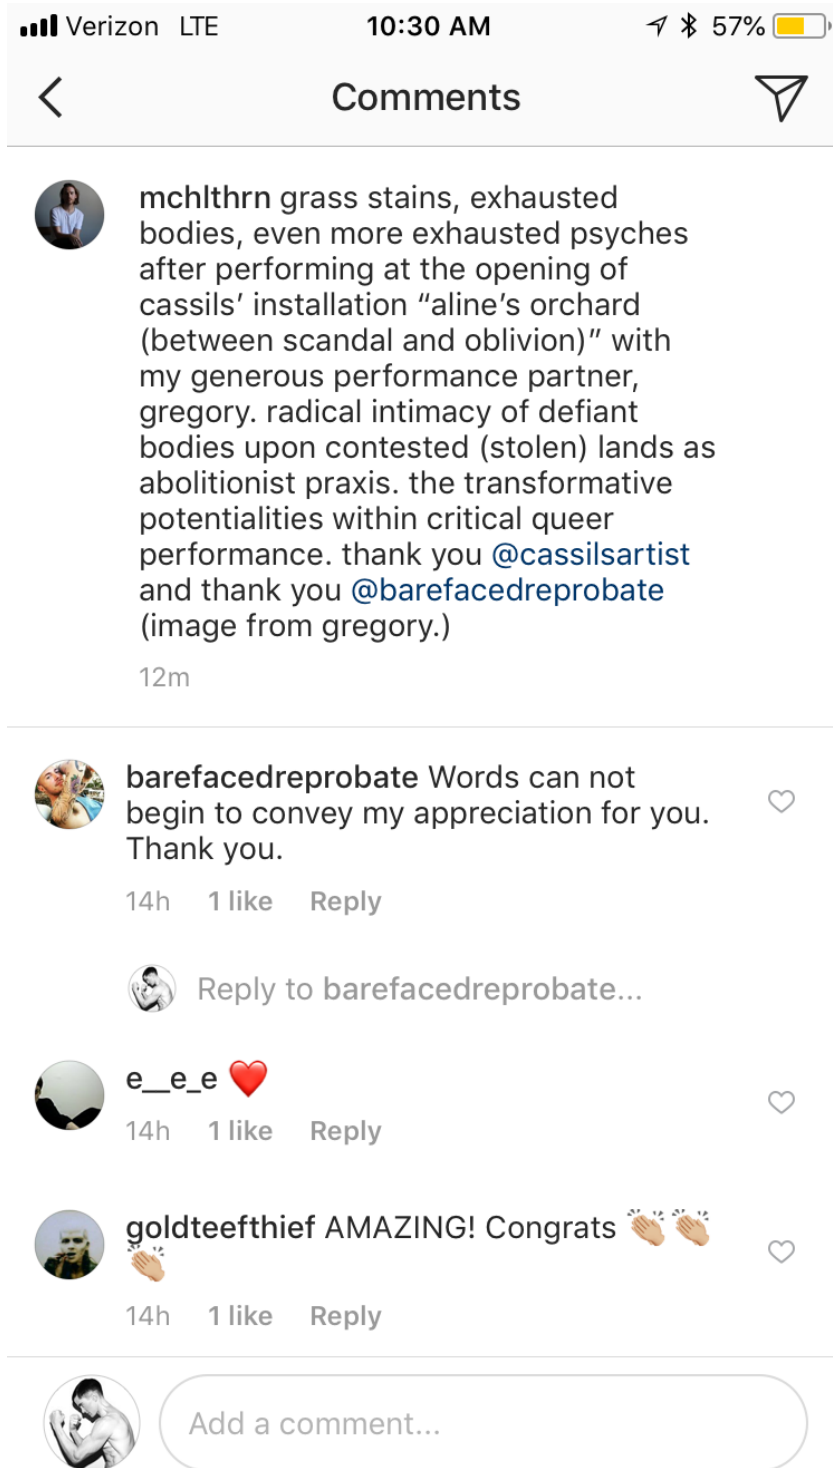 Verizon LTE 10:30 AM 57%
Comments
mchlthrn grass stains, exhausted
bodies, even more exhausted psyches
after performing at the opening of
cassils’ installation “aline’s orchard
(between scandal and oblivion)” with
my generous performance partner,
gregory. radical intimacy of defiant
bodies upon contested (stolen) lands as
abolitionist praxis. the transformative
potentialities within critical queer
performance. thank you @cassilsartist
and thank you @barefacedreprobate
(image from gregory.)
12m
barefacedreprobate Words can not
begin to convey my appreciation for you.
Thank you.
14h 1 like Reply
Reply to barefacedreprobate...
e__e_e ❤️
14h 1 like Reply
goldteefthief AMAZING! Congrats 👏🏼👏🏼
👏🏼
14h 1 like Reply
Add a comment...